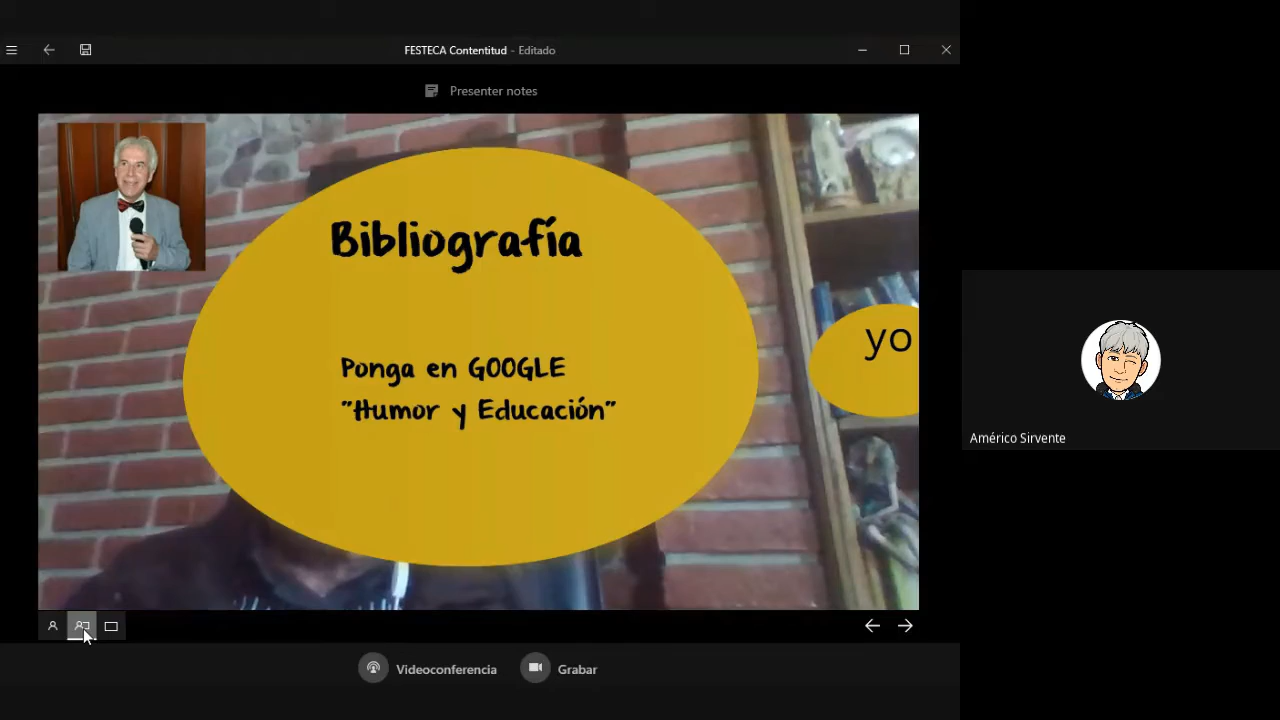 FESTECA Contentitud - Editado
Presenter notes
Bibliografía
Ponga en GOOGLE
"Humor y Educación"
yo
Américo Sirvente
Videoconferencia
Grabar